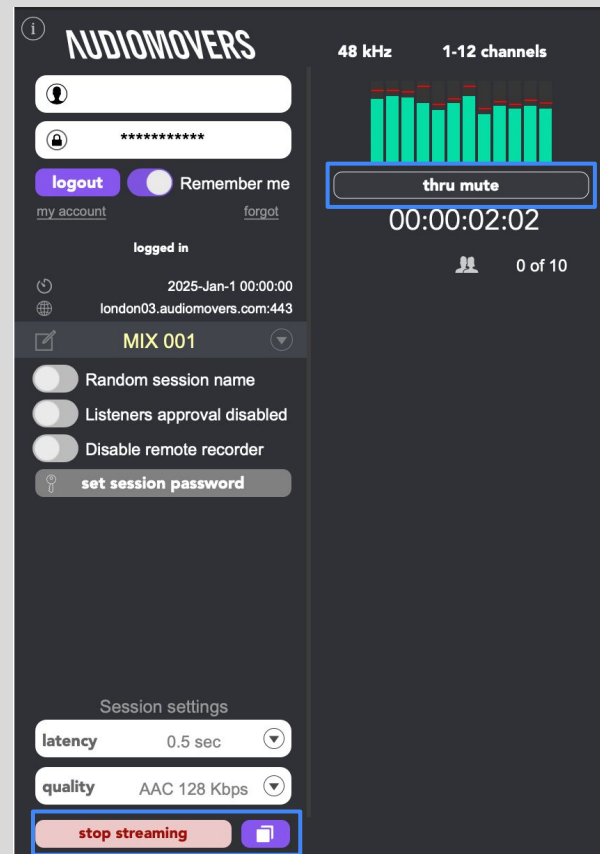 i
AUDIOMOVERS
***********
logout
Remember me
my account
forgot
logged in
2025-Jan-1 00:00:00
london03.audiomovers.com:443
MIX 001
Random session name
Listeners approval disabled
Disable remote recorder
set session password
Session settings
latency
0.5 sec
quality
AAC 128 Kbps
stop streaming
48 kHz
1-12 channels
thru mute
00:00:02:02
0 of 10